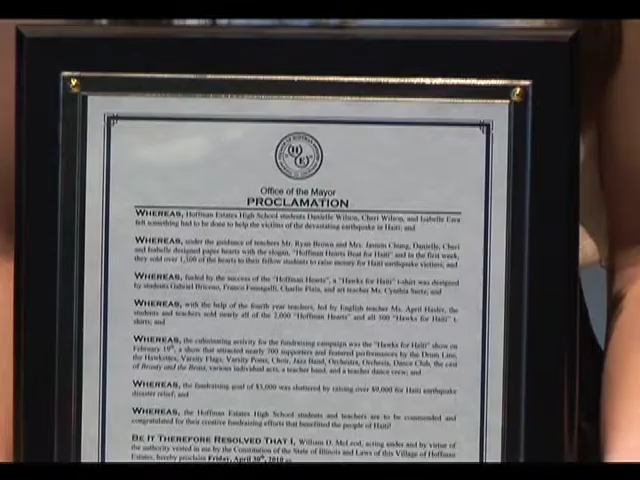 Office of the Mayor
PROCLAMATION
WHEREAS, Hoffman Estates High School students Danielle Wilson, Cheri Wilson, and Isabelle
felt something had to be done to help the victims of the devastating earthquake in Haiti; and
WHEREAS, under the guidance of teachers Mr. Ryan Brown and Mrs. Jamun Chung, Danielle, Cheri
and Isabelle designed paper hearts with the slogan, "Hoffman Hearts Beat for Haiti" and in the first week,
they sold over 1,300 of the hearts to their fellow students to raise money for Haiti earthquake victims; and
WHEREAS, fueled by the success of the "Hoffman Hearts", a "Hawks for Haiti" t-shirt was designed
by students Gabriel Briceno, Franco Fonsagalli, Charlie Plain, and art teacher Ms. Cynthia and
WHEREAS, with the help of the fourth year teachers, led by English teacher Ms. April the
students and teachers sold nearly all of the 2,000 "Hoffman Hearts" and all 300 "Hawks for Haiti" t-
shirts; and
WHEREAS, the culminating activity for the fundraising campaign was the "Hawks for Haiti" show on
February 19th, a show that attracted nearly 700 supporters and featured performances by the Drum Line,
the Hawkettes, Varsity Flags, Varsity Poms, Choir, Jazz Band, Orchestra, Orchesis, Dance Club, the cast
of Beauty and the Beast, various individual acts, a teacher band, and a teacher dance crew; and
WHEREAS, the fundraising goal of $5,000 was shattered by raising over $9,000 for Haiti earthquake
disaster relief; and
WHEREAS, the Hoffman Estates High School students and teachers are to be commended and
congratulated for their creative fundraising efforts that benefitted the people of Haiti!
BE IT THEREFORE RESOLVED THAT I, William D. McLeod, acting under and by virtue of
the authority vested in me by the Constitution of the State of Illinois and Laws of this Village of Hoffman
Estates, hereby proclaim Friday, April 30th, 2010 as